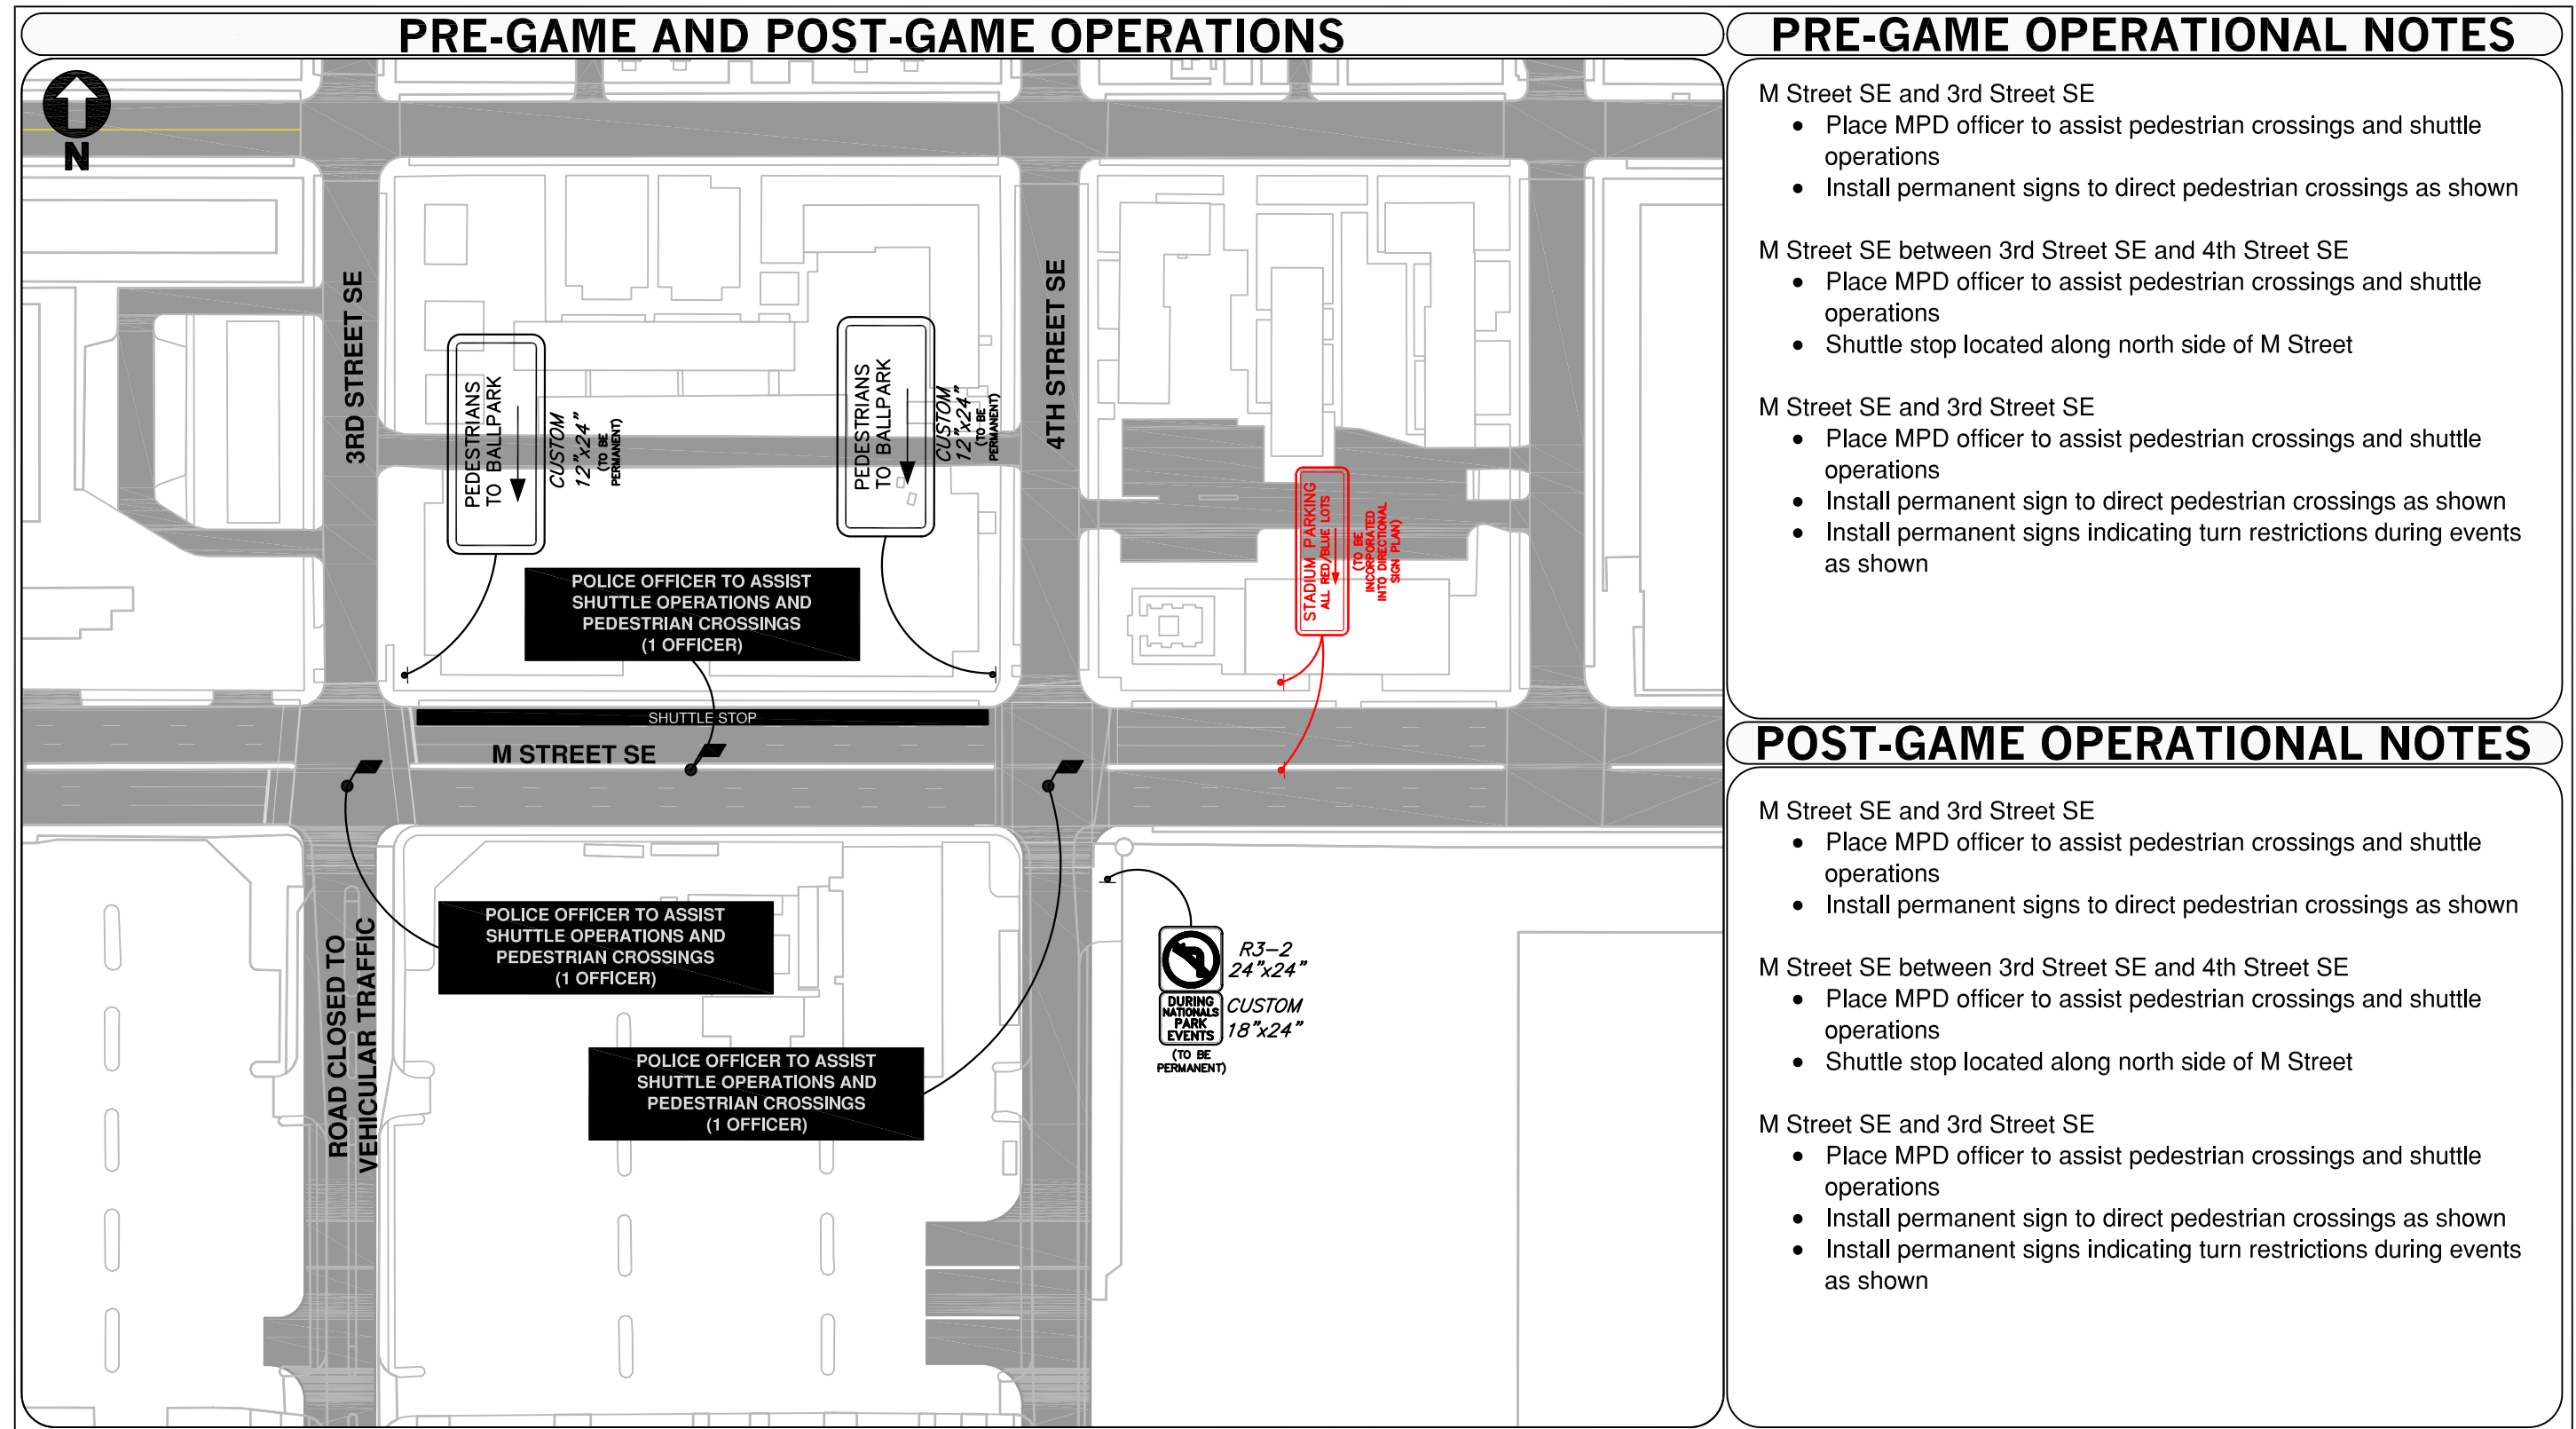 PRE-GAME AND POST-GAME OPERATIONS
N
3RD STREET SE
4TH STREET SE
PEDESTRIANS
TO BALLPARK
CUSTOM
12"x24"
(TO BE
PERMANENT)
PEDESTRIANS
TO BALLPARK
CUSTOM
12"x24"
(TO BE
PERMANENT)
STADIUM PARKING
ALL RED/BLUE LOTS
(TO BE
INCORPORATED
INTO DIRECTIONAL
SIGN PLAN)
POLICE OFFICER TO ASSIST
SHUTTLE OPERATIONS AND
PEDESTRIAN CROSSINGS
(1 OFFICER)
SHUTTLE STOP
M STREET SE
POLICE OFFICER TO ASSIST
SHUTTLE OPERATIONS AND
PEDESTRIAN CROSSINGS
(1 OFFICER)
ROAD CLOSED TO
VEHICULAR TRAFFIC
POLICE OFFICER TO ASSIST
SHUTTLE OPERATIONS AND
PEDESTRIAN CROSSINGS
(1 OFFICER)
R3-2
24"x24"
DURING
NATIONALS
PARK
EVENTS
CUSTOM
18"x24"
(TO BE
PERMANENT)
PRE-GAME OPERATIONAL NOTES
M Street SE and 3rd Street SE
• Place MPD officer to assist pedestrian crossings and shuttle
operations
• Install permanent signs to direct pedestrian crossings as shown
M Street SE between 3rd Street SE and 4th Street SE
• Place MPD officer to assist pedestrian crossings and shuttle
operations
• Shuttle stop located along north side of M Street
M Street SE and 3rd Street SE
• Place MPD officer to assist pedestrian crossings and shuttle
operations
• Install permanent sign to direct pedestrian crossings as shown
• Install permanent signs indicating turn restrictions during events
as shown
POST-GAME OPERATIONAL NOTES
M Street SE and 3rd Street SE
• Place MPD officer to assist pedestrian crossings and shuttle
operations
• Install permanent signs to direct pedestrian crossings as shown
M Street SE between 3rd Street SE and 4th Street SE
• Place MPD officer to assist pedestrian crossings and shuttle
operations
• Shuttle stop located along north side of M Street
M Street SE and 3rd Street SE
• Place MPD officer to assist pedestrian crossings and shuttle
operations
• Install permanent sign to direct pedestrian crossings as shown
• Install permanent signs indicating turn restrictions during events
as shown